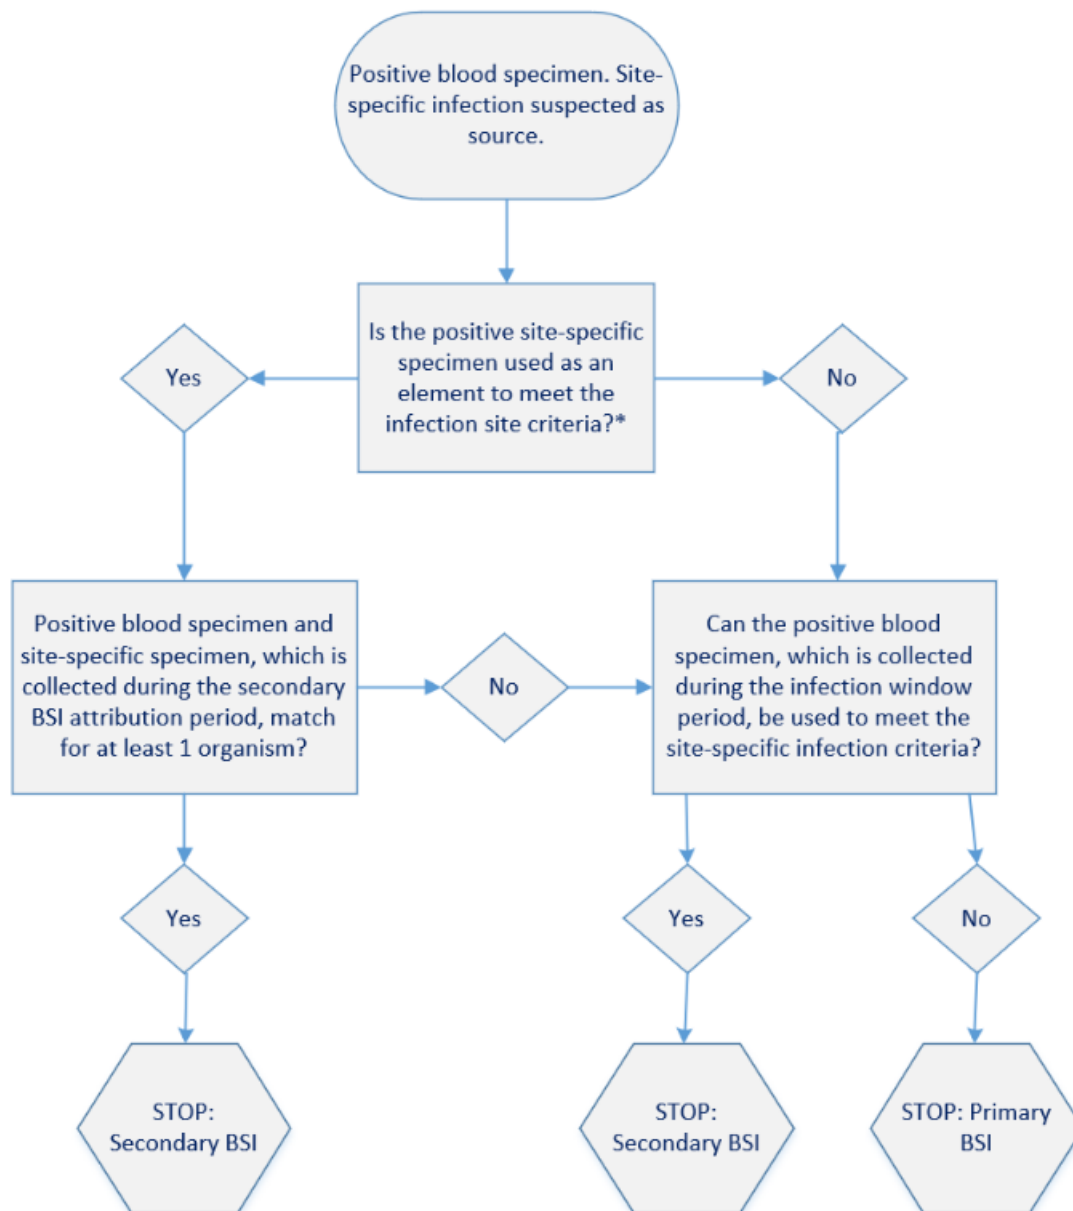 Positive blood specimen. Site-
specific infection suspected as
source.
Is the positive site-specific
specimen used as an
element to meet the
infection site criteria?*
Yes
No
Positive blood specimen and
site-specific specimen, which is
collected during the secondary
BSI attribution period, match
for at least 1 organism?
No
Can the positive blood
specimen, which is collected
during the infection window
period, be used to meet the
site-specific infection criteria?
Yes
Yes
No
STOP:
Secondary BSI
STOP:
Secondary BSI
STOP: Primary
BSI